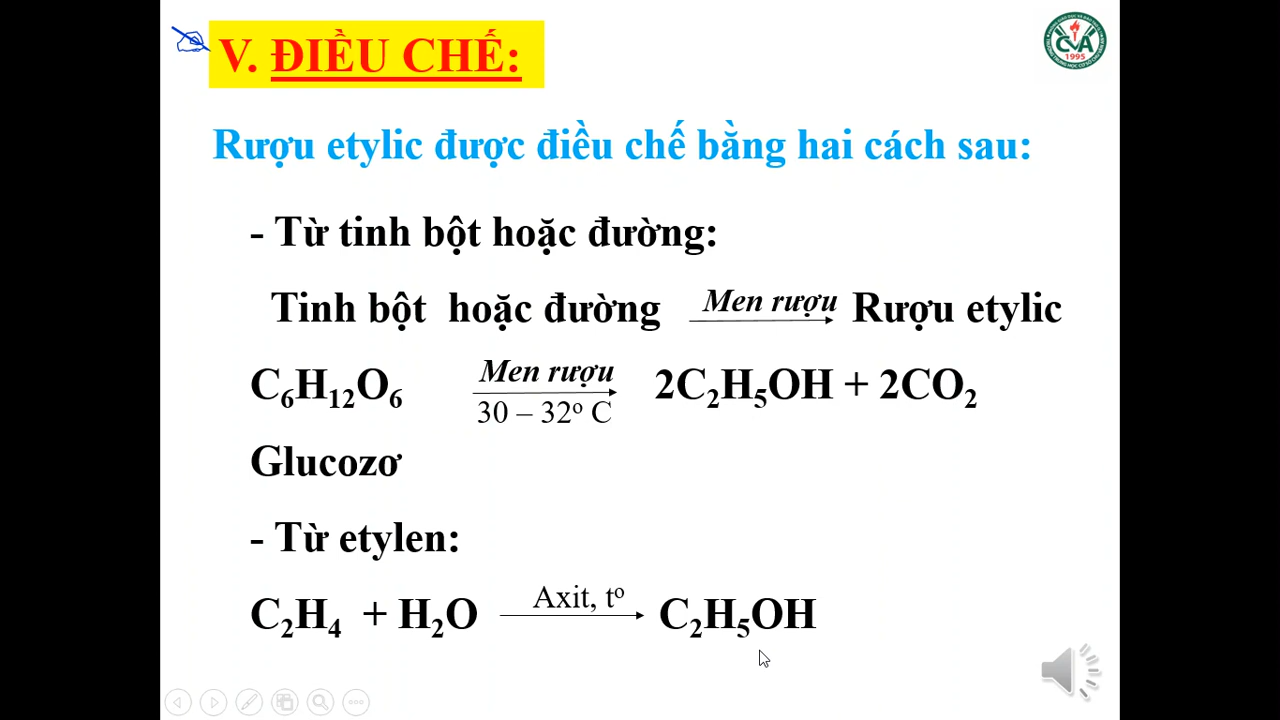 V. ĐIỀU CHẾ:
CVA
1995
Rượu etylic được điều chế bằng hai cách sau:
- Từ tinh bột hoặc đường:
Tinh bột hoặc đường Men rượu Rượu etylic
C₆H₁₂O₆ Men rượu 30 – 32º C 2C₂H₅OH + 2CO₂
Glucozơ
- Từ etylen:
C₂H₄ + H₂O Axit, tº C₂H₅OH